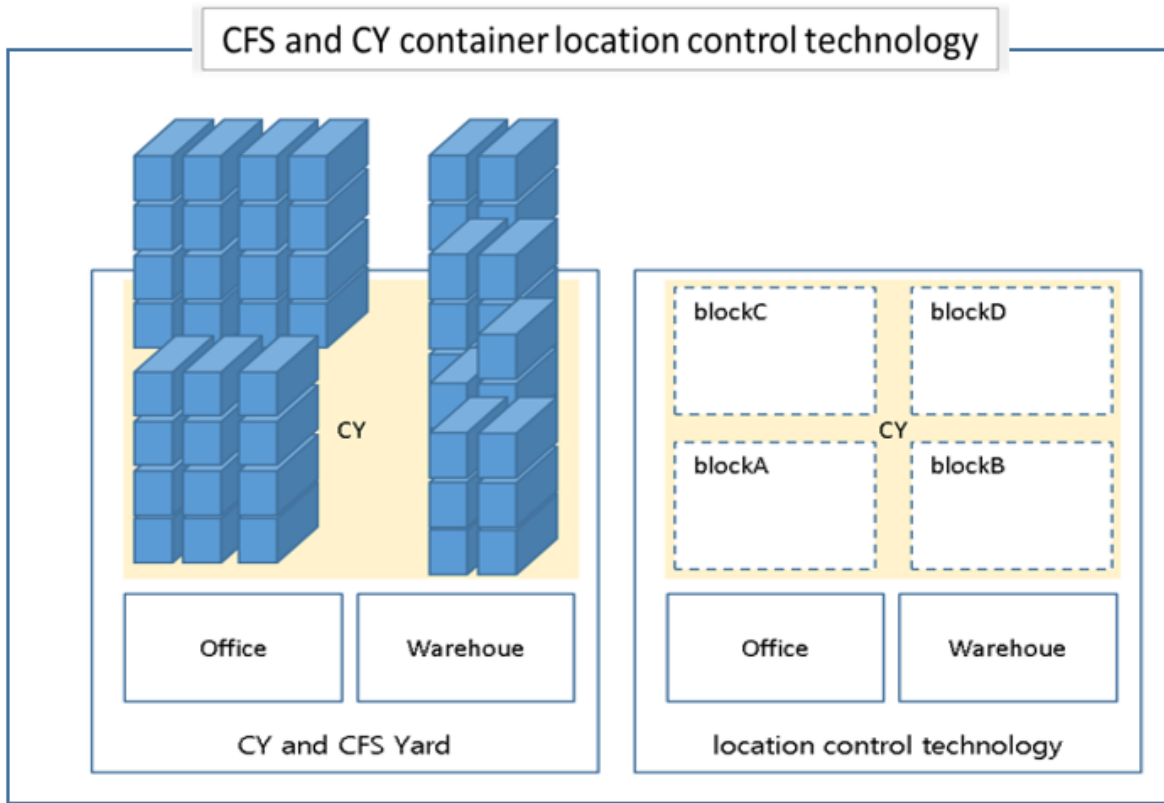 CFS and CY container location control technology
CY
Office
Warehoue
CY and CFS Yard
blockC
blockD
CY
blockA
blockB
Office
Warehoue
location control technology